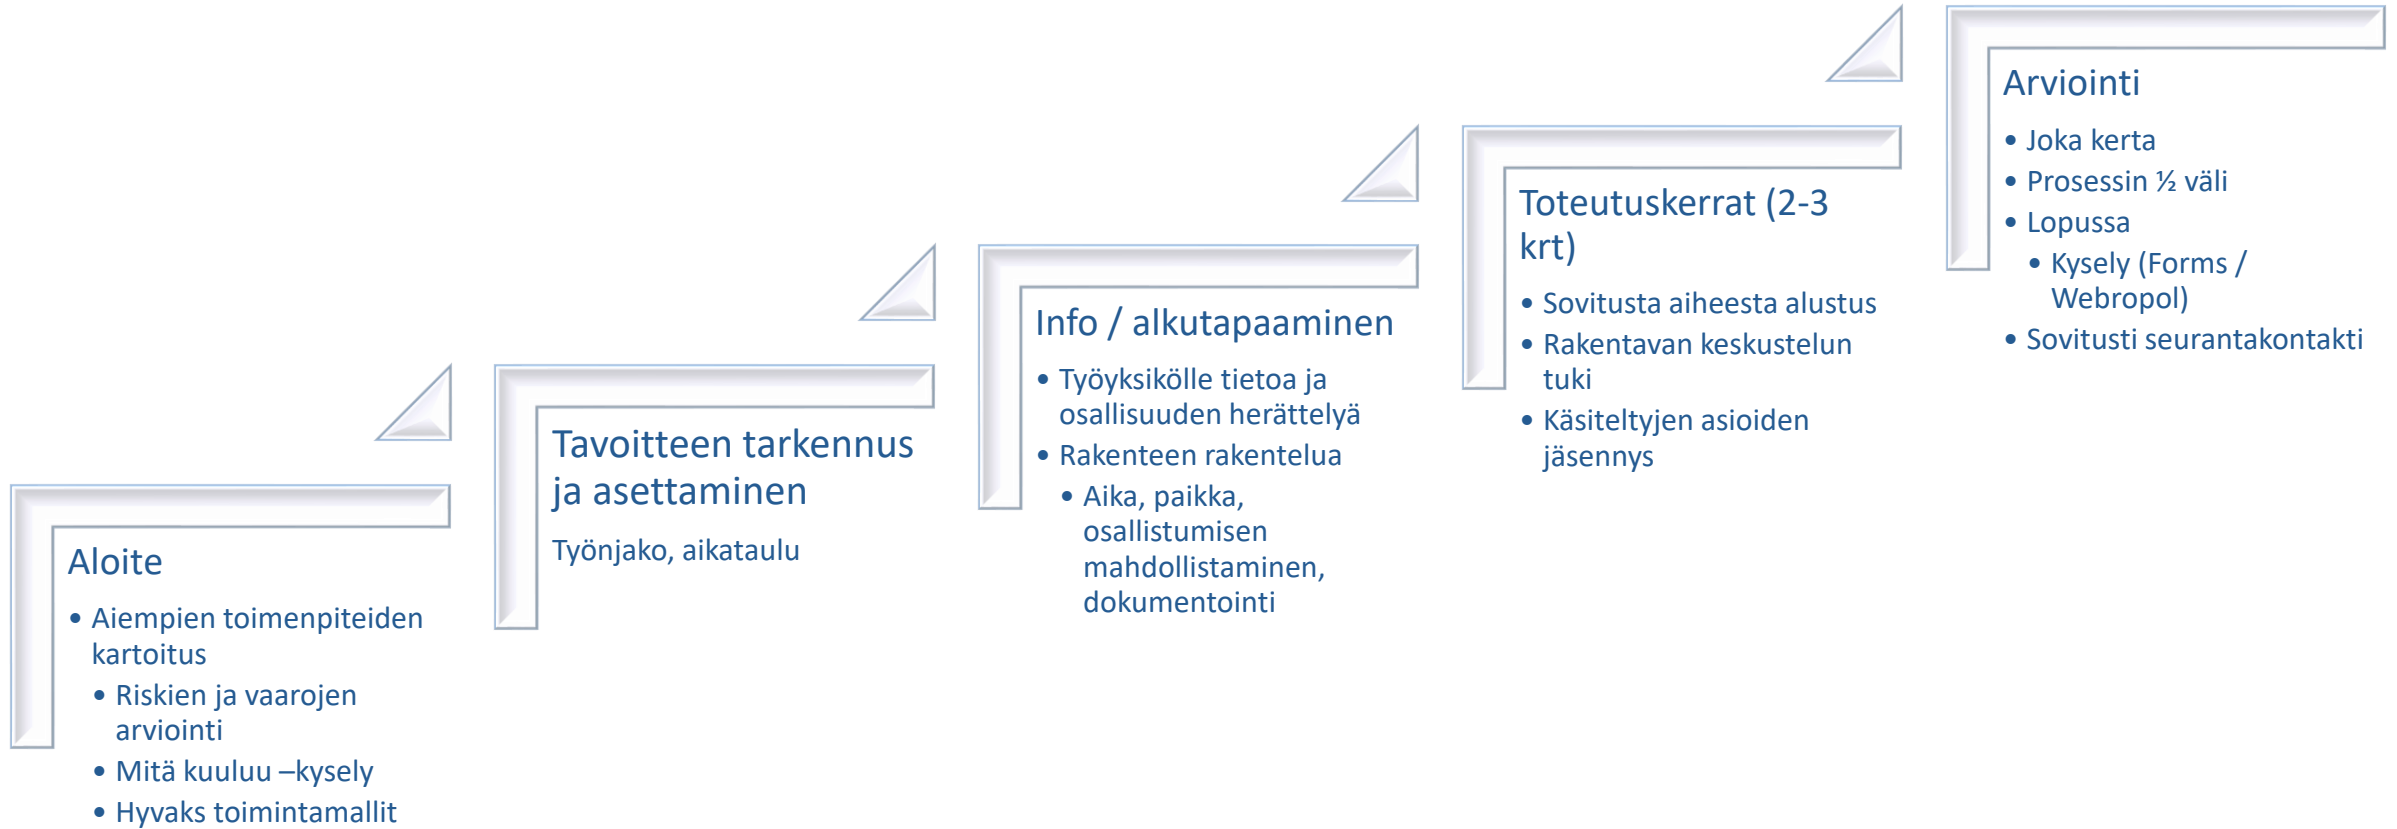 Aloite
• Aiempien toimenpiteiden
kartoitus
• Riskien ja vaarojen
arviointi
• Mitä kuuluu –kysely
• Hyvaks toimintamallit
Tavoitteen tarkennus
ja asettaminen
Työnjako, aikataulu
Info / alkutapaaminen
• Työyksikölle tietoa ja
osallisuuden herättelyä
• Rakenteen rakentelua
• Aika, paikka,
osallistumisen
mahdollistaminen,
dokumentointi
Toteutuskerrat (2-3
krt)
• Sovitusta aiheesta alustus
• Rakentavan keskustelun
tuki
• Käsiteltyjen asioiden
jäsennys
Arviointi
• Joka kerta
• Prosessin ½ väli
• Lopussa
• Kysely (Forms /
Webropol)
• Sovitusti seurantakontakti